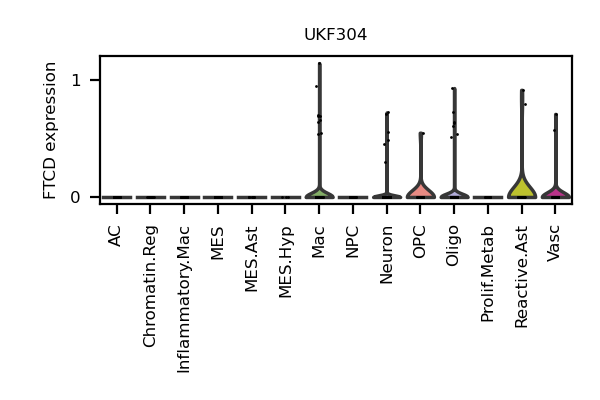 UKF304
FTCD expression
1
0
AC
Chromatin.Reg
Inflammatory.Mac
MES
MES.Ast
MES.Hyp
Mac
NPC
Neuron
OPC
Oligo
Prolif.Metab
Reactive.Ast
Vasc